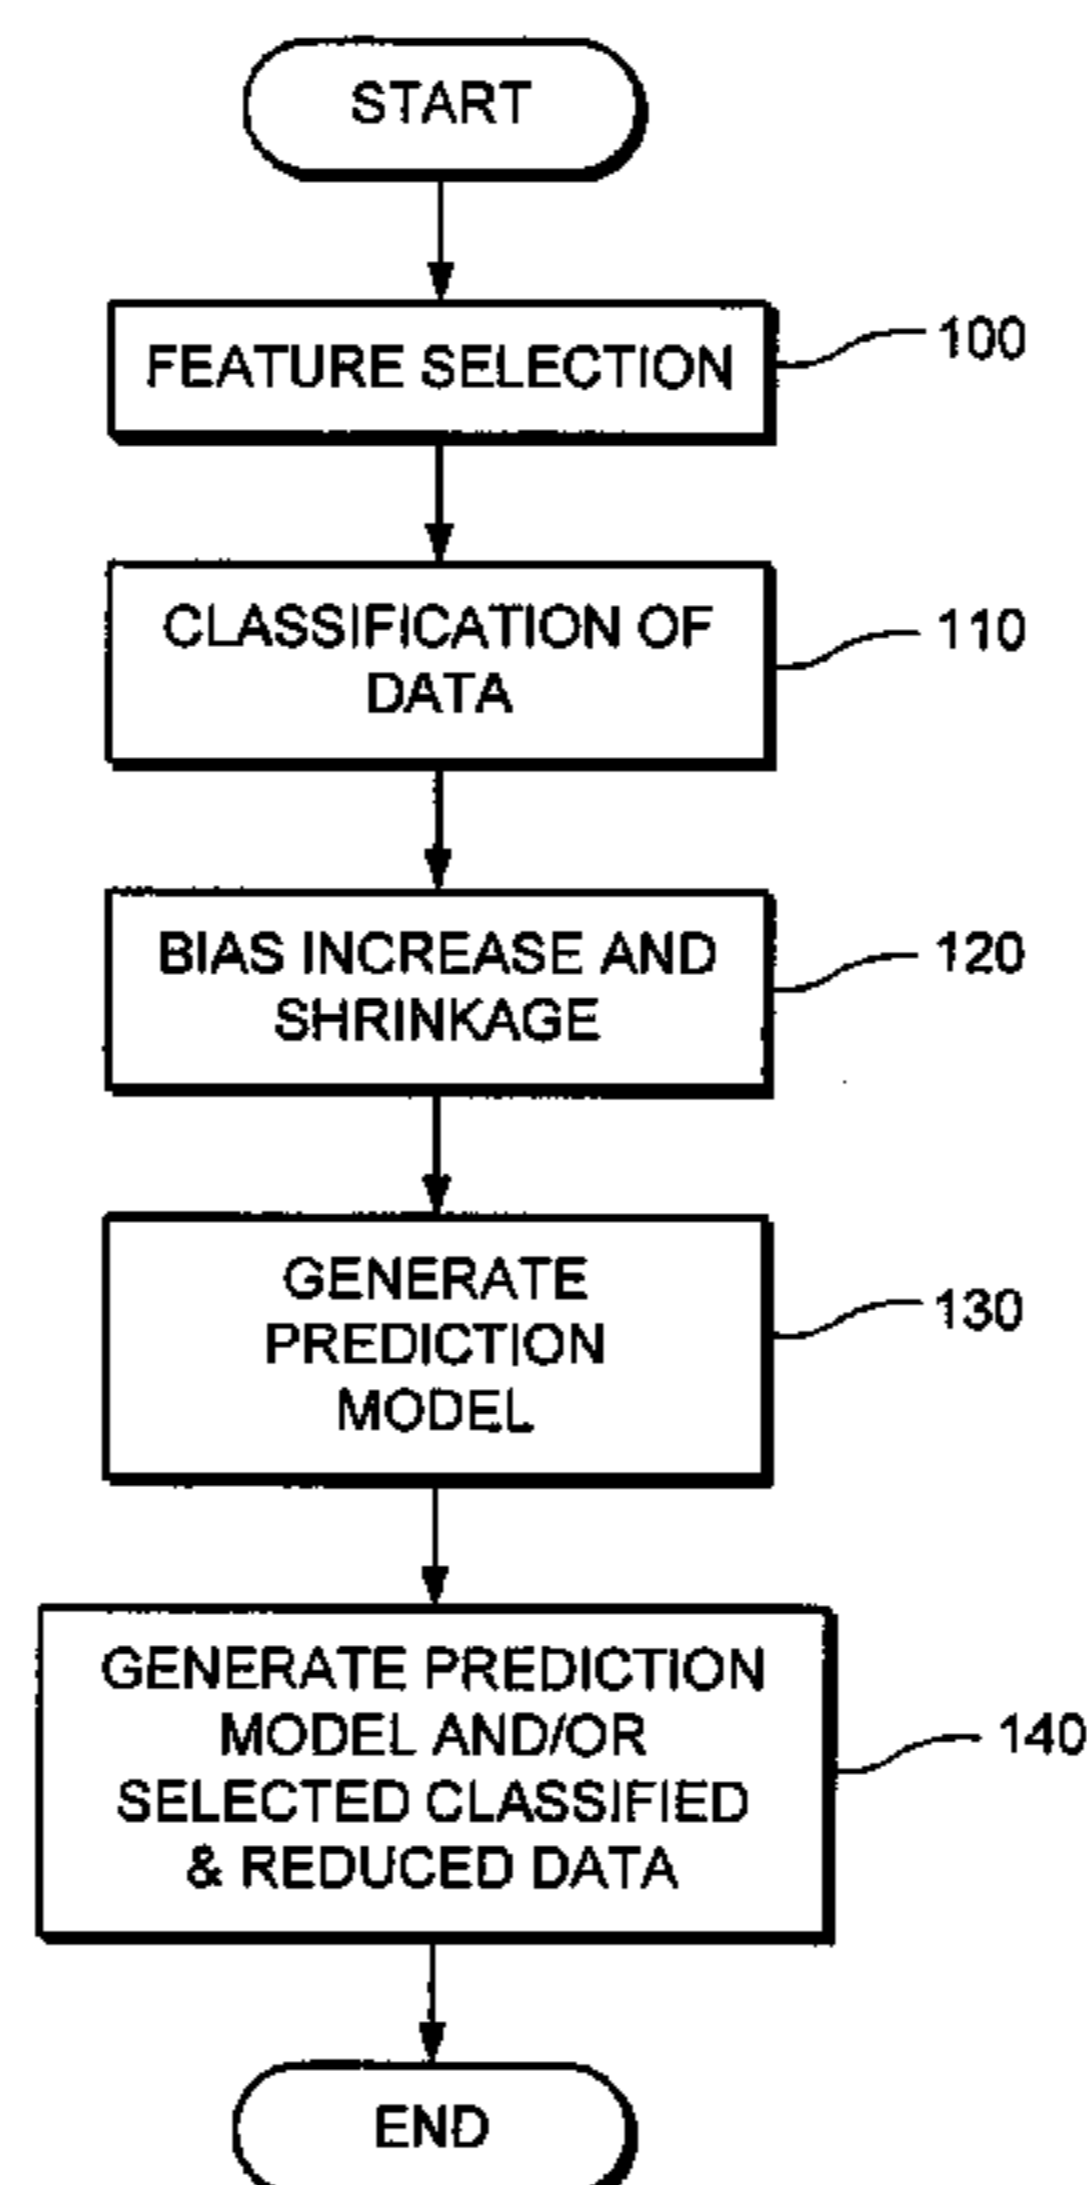 START
FEATURE SELECTION
100
CLASSIFICATION OF
DATA
110
BIAS INCREASE AND
SHRINKAGE
120
GENERATE
PREDICTION
MODEL
130
GENERATE PREDICTION
MODEL AND/OR
SELECTED CLASSIFIED
& REDUCED DATA
140
END